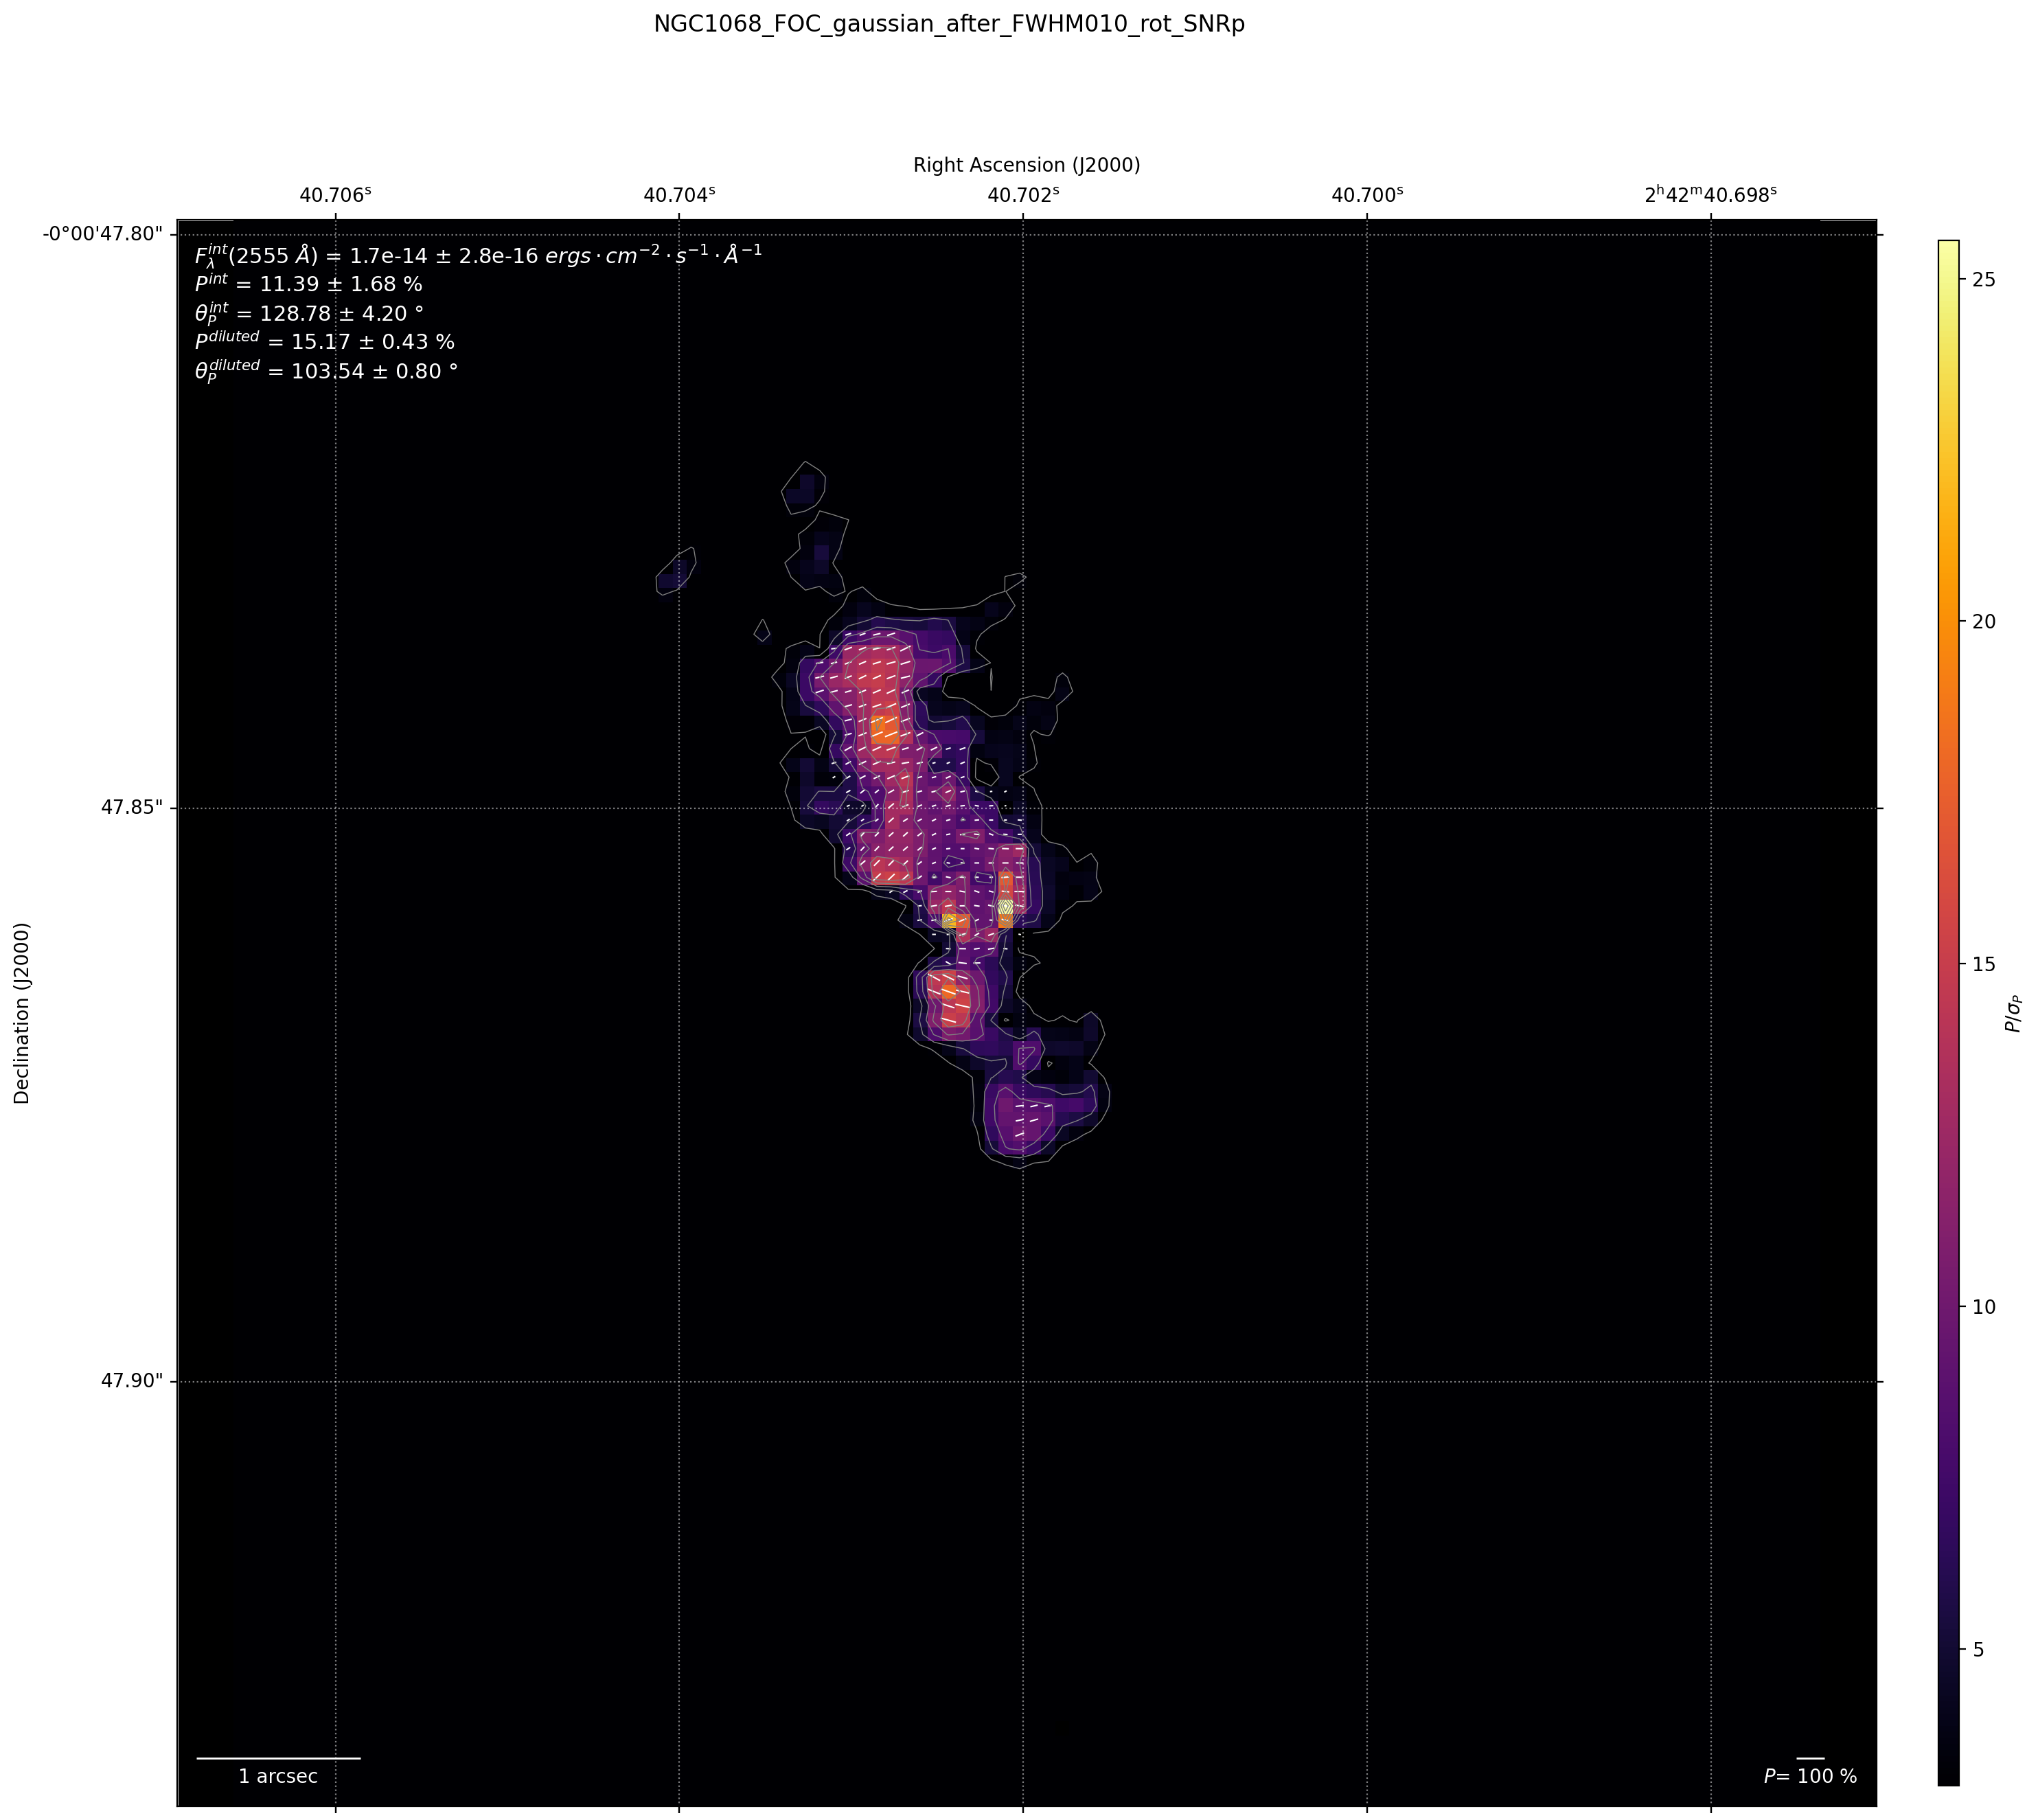 NGC1068_FOC_gaussian_after_FWHM010_rot_SNRp
Right Ascension (J2000)
40.706ˢ 40.704ˢ 40.702ˢ 40.700ˢ 2ʰ42ᵐ40.698ˢ
-0°00'47.80"
F_λ^int(2555 Å) = 1.7e-14 ± 2.8e-16 ergs · cm⁻² · s⁻¹ · Å⁻¹
P^int = 11.39 ± 1.68 %
θ_P^int = 128.78 ± 4.20 °
P^diluted = 15.17 ± 0.43 %
θ_P^diluted = 103.54 ± 0.80 °
47.85"
47.90"
Declination (J2000)
1 arcsec
P= 100 %
25
20
15
10
5
P/σ_P